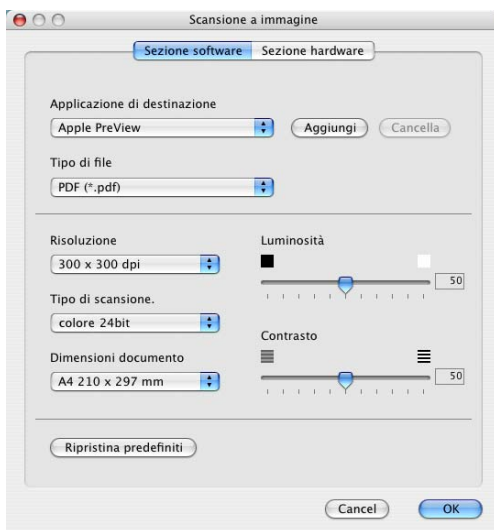 Scansione a immagine
Sezione software Sezione hardware
Applicazione di destinazione
Apple PreView Aggiungi Cancella
Tipo di file
PDF (*.pdf)
Risoluzione Luminosità
300 x 300 dpi 50
Tipo di scansione.
colore 24bit Contrasto
Dimensioni documento
A4 210 x 297 mm 50
Ripristina predefiniti
Cancel OK